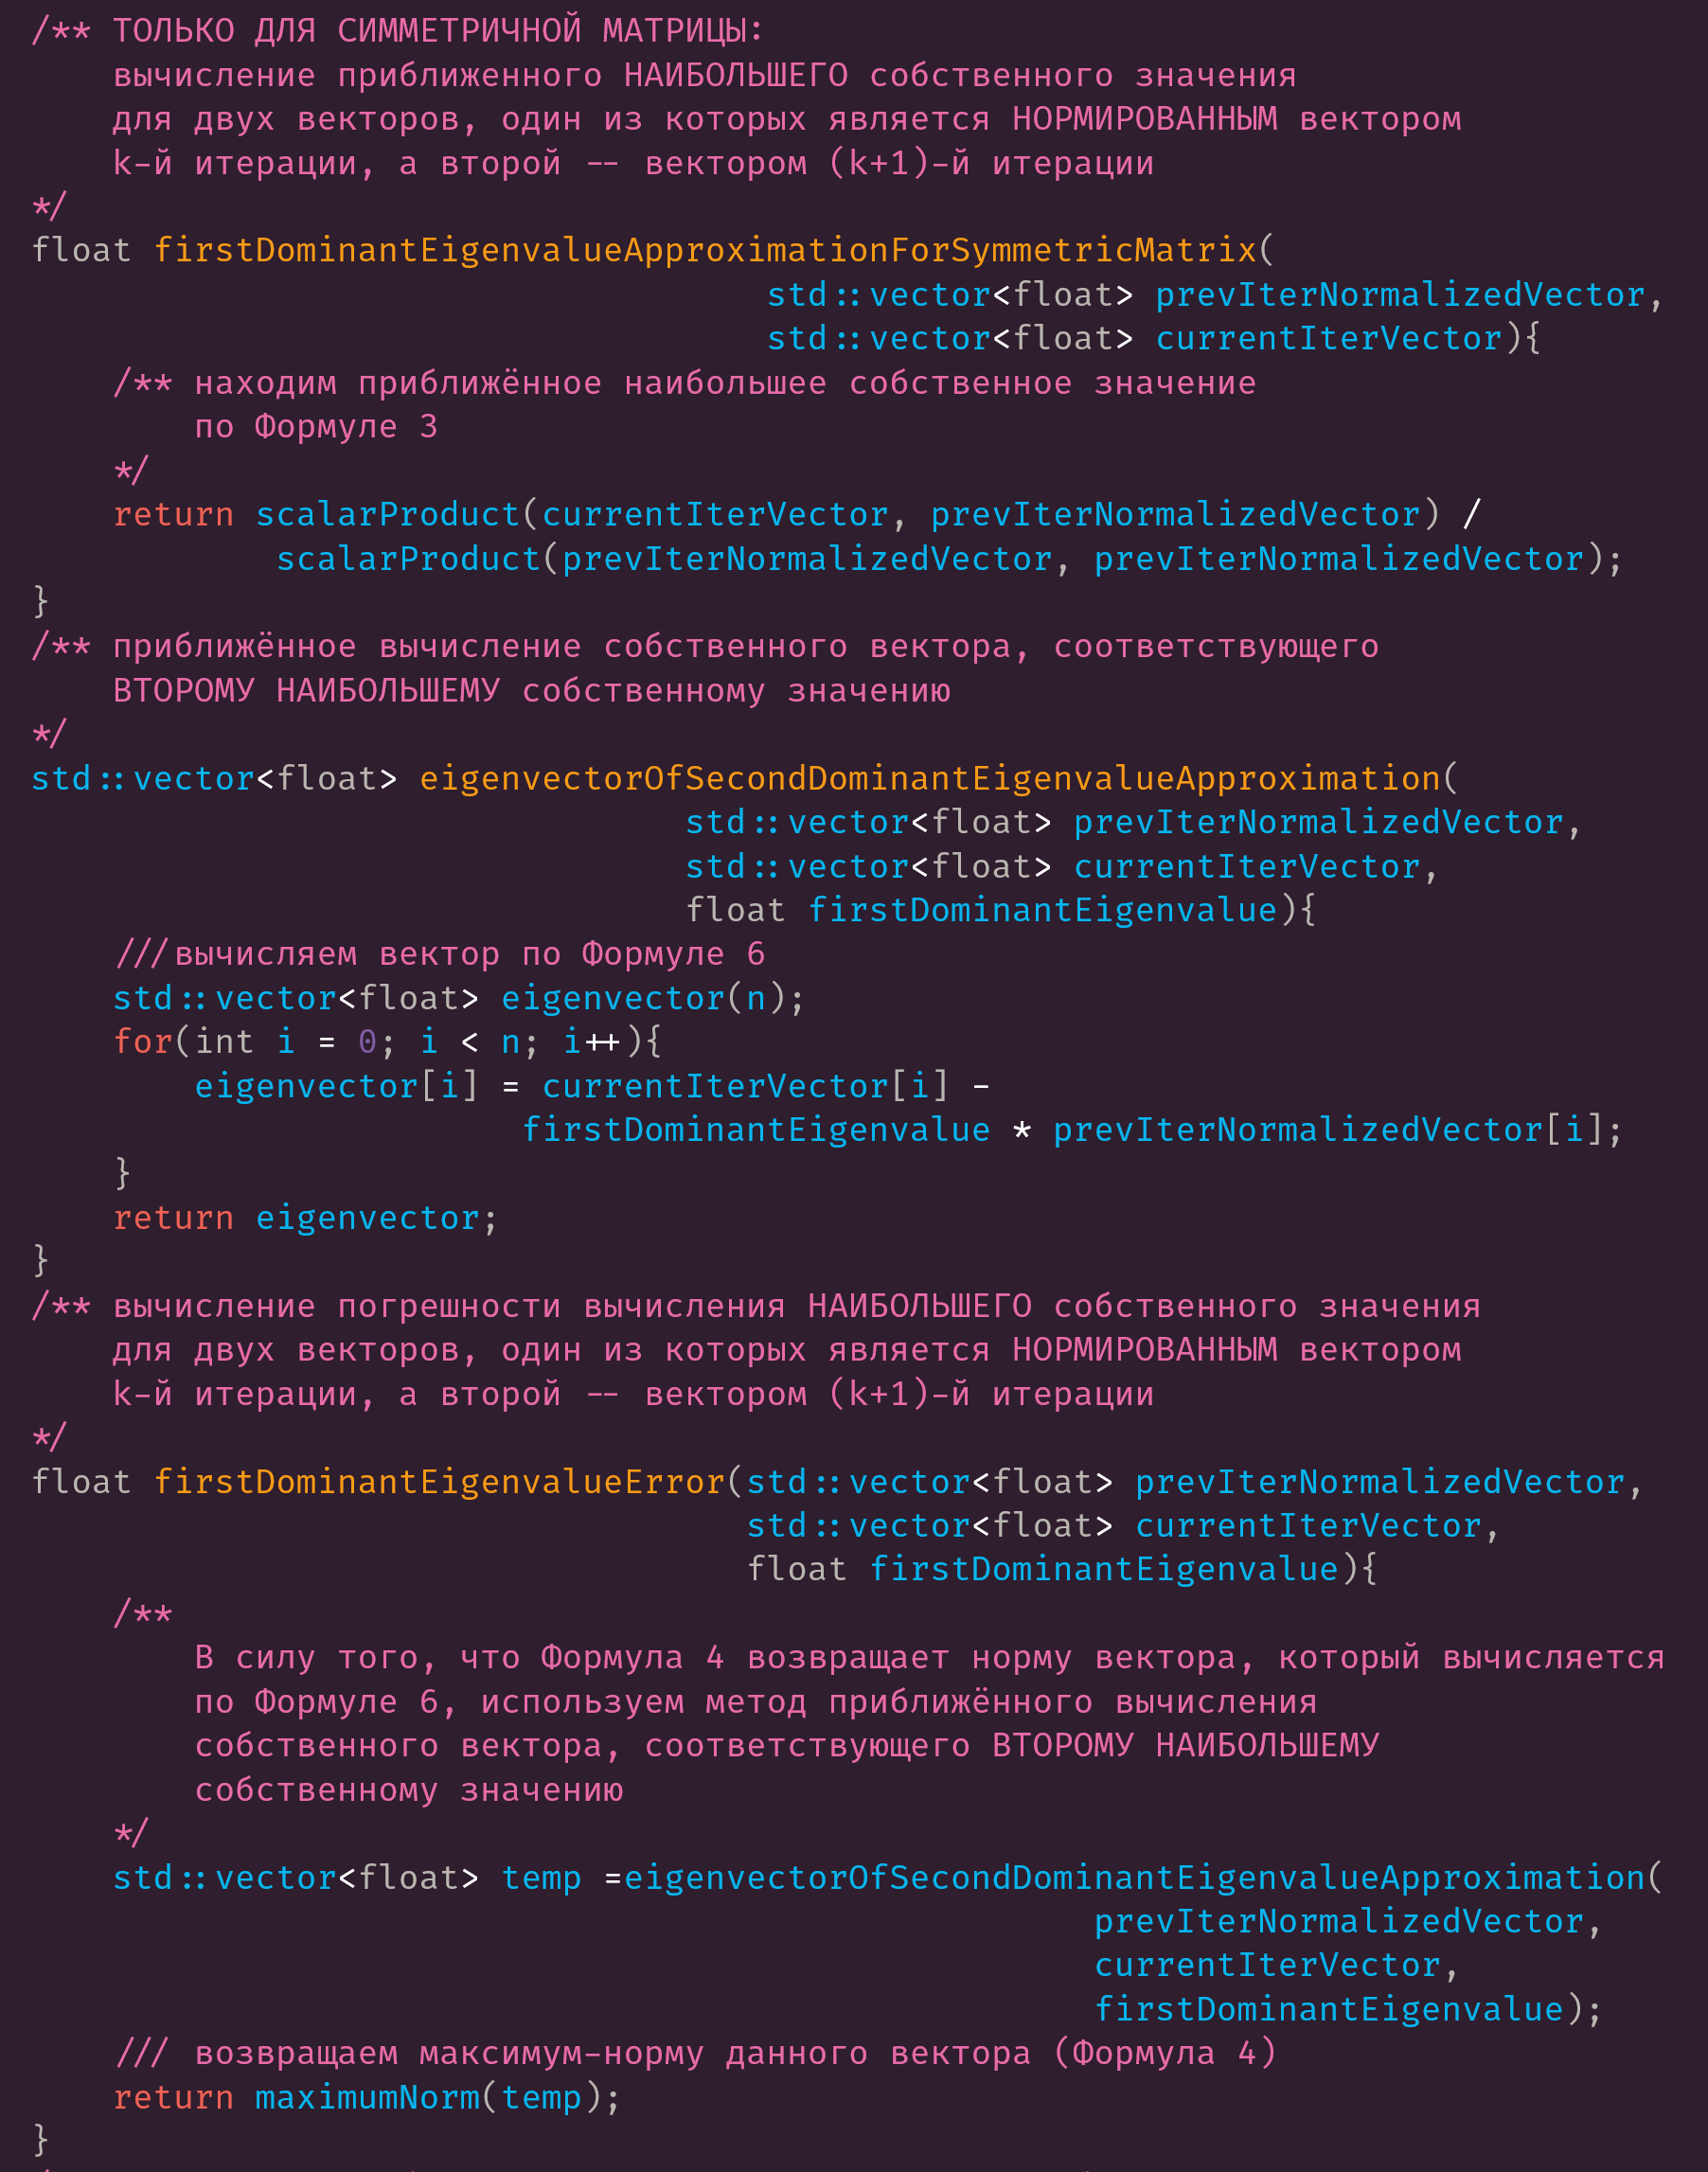 /** ТОЛЬКО ДЛЯ СИММЕТРИЧНОЙ МАТРИЦЫ:
    вычисление приближенного НАИБОЛЬШЕГО собственного значения
    для двух векторов, один из которых является НОРМИРОВАННЫМ вектором
    k-й итерации, а второй -- вектором (k+1)-й итерации
*/
float firstDominantEigenvalueApproximationForSymmetricMatrix(
                                    std::vector<float> prevIterNormalizedVector,
                                    std::vector<float> currentIterVector){
    /** находим приближённое наибольшее собственное значение
        по Формуле 3
    */
    return scalarProduct(currentIterVector, prevIterNormalizedVector) /
            scalarProduct(prevIterNormalizedVector, prevIterNormalizedVector);
}
/** приближённое вычисление собственного вектора, соответствующего
    ВТОРОМУ НАИБОЛЬШЕМУ собственному значению
*/
std::vector<float> eigenvectorOfSecondDominantEigenvalueApproximation(
                                std::vector<float> prevIterNormalizedVector,
                                std::vector<float> currentIterVector,
                                float firstDominantEigenvalue){
    ///вычисляем вектор по Формуле 6
    std::vector<float> eigenvector(n);
    for(int i = 0; i < n; i++){
        eigenvector[i] = currentIterVector[i] -
                        firstDominantEigenvalue * prevIterNormalizedVector[i];
    }
    return eigenvector;
}
/** вычисление погрешности вычисления НАИБОЛЬШЕГО собственного значения
    для двух векторов, один из которых является НОРМИРОВАННЫМ вектором
    k-й итерации, а второй -- вектором (k+1)-й итерации
*/
float firstDominantEigenvalueError(std::vector<float> prevIterNormalizedVector,
                                   std::vector<float> currentIterVector,
                                   float firstDominantEigenvalue){
    /**
        В силу того, что Формула 4 возвращает норму вектора, который вычисляется
        по Формуле 6, используем метод приближённого вычисления
        собственного вектора, соответствующего ВТОРОМУ НАИБОЛЬШЕМУ
        собственному значению
    */
    std::vector<float> temp =eigenvectorOfSecondDominantEigenvalueApproximation(
                                                    prevIterNormalizedVector,
                                                    currentIterVector,
                                                    firstDominantEigenvalue);
    /// возвращаем максимум-норму данного вектора (Формула 4)
    return maximumNorm(temp);
}